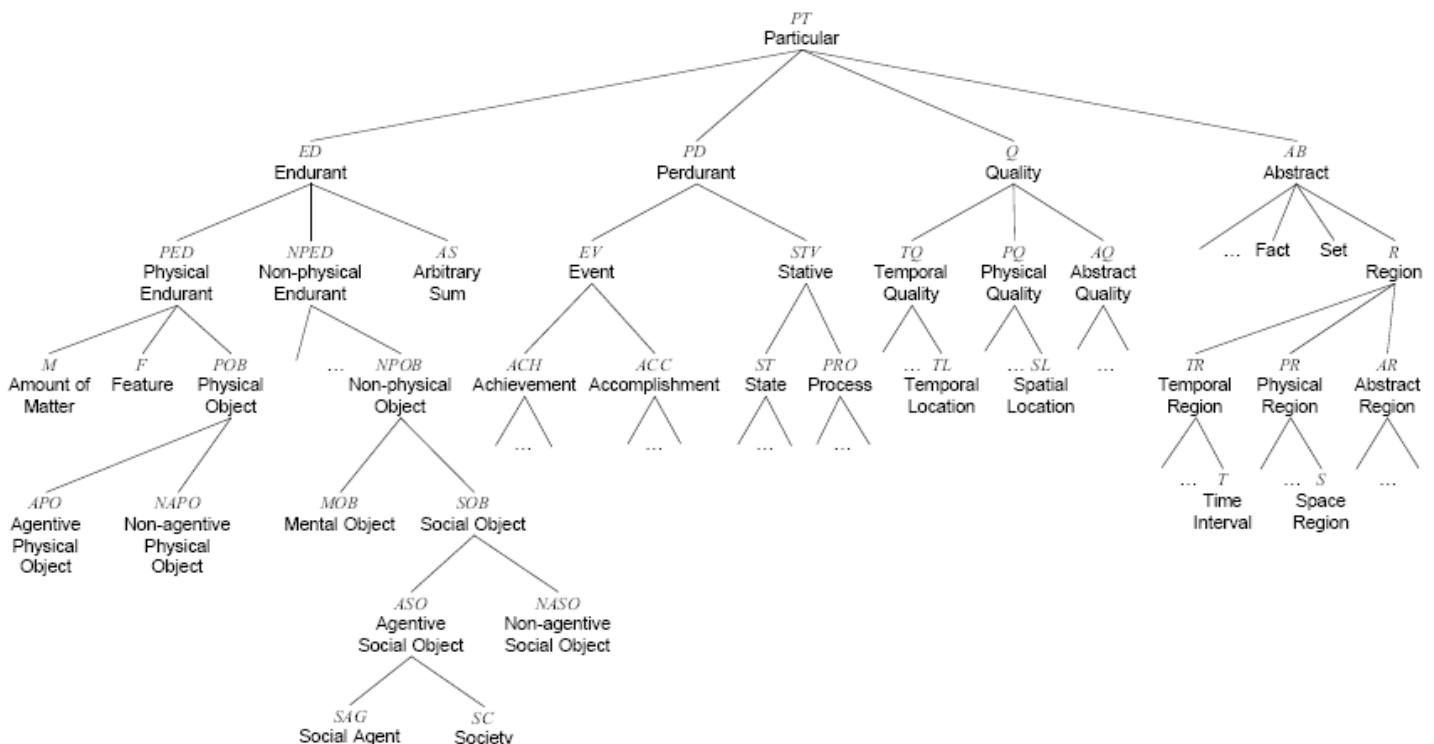 PT
Particular
ED PD Q AB
Endurant Perdurant Quality Abstract
PED NPED AS EV STV TQ PQ AQ … Fact Set R
Physical Non-physical Arbitrary Event Stative Temporal Physical Abstract Region
Endurant Endurant Sum Quality Quality Quality
M F POB … NPOB ACH ACC ST PRO … TL … SL … TR PR AR
Amount of Feature Physical Non-physical Achievement Accomplishment State Process Temporal Spatial Temporal Physical Abstract
Matter Object Object Location Location Region Region Region
… … … …
… T … S …
APO NAPO MOB SOB Time Space
Agentive Non-agentive Mental Object Social Object Interval Region
Physical Physical
Object Object
ASO NASO
Agentive Non-agentive
Social Object Social Object
SAG SC
Social Agent Society